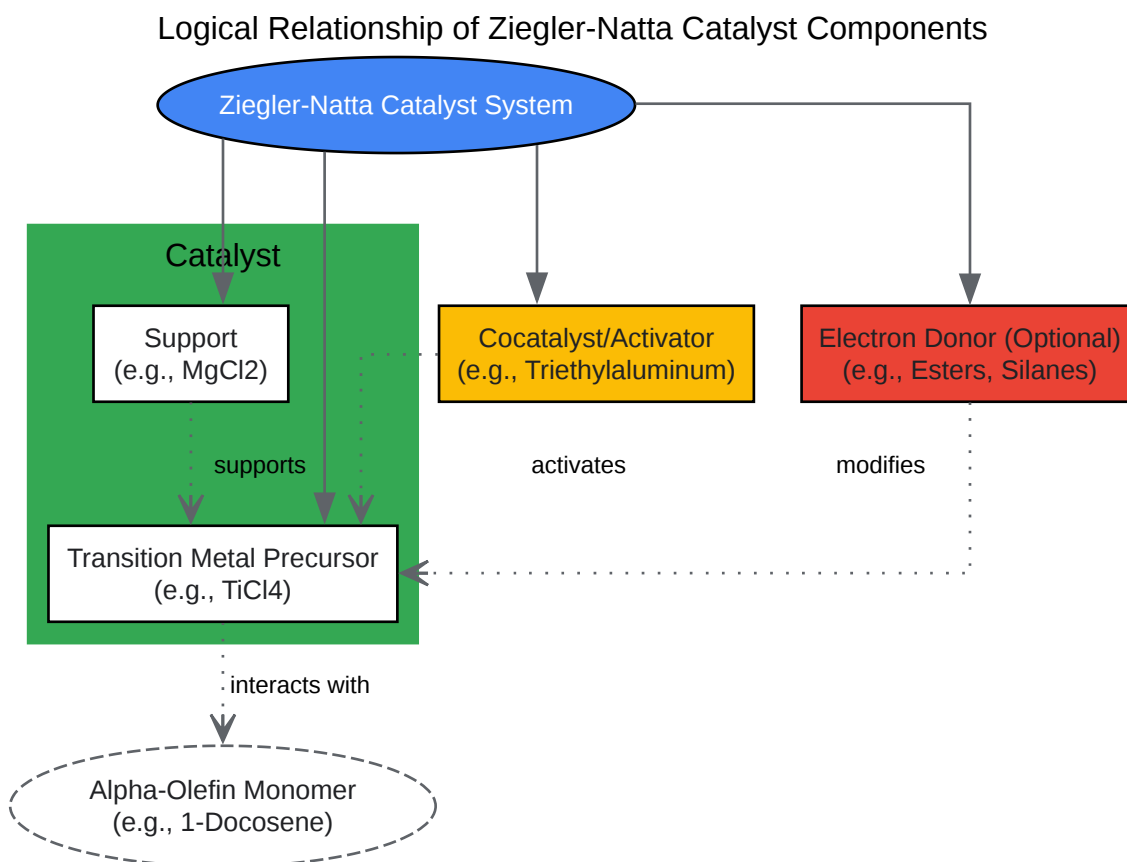 Logical Relationship of Ziegler-Natta Catalyst Components
Ziegler-Natta Catalyst System
Catalyst
Support
(e.g., MgCl2)
Cocatalyst/Activator
(e.g., Triethylaluminum)
Electron Donor (Optional)
(e.g., Esters, Silanes)
supports
activates
modifies
Transition Metal Precursor
(e.g., TiCl4)
interacts with
Alpha-Olefin Monomer
(e.g., 1-Docosene)